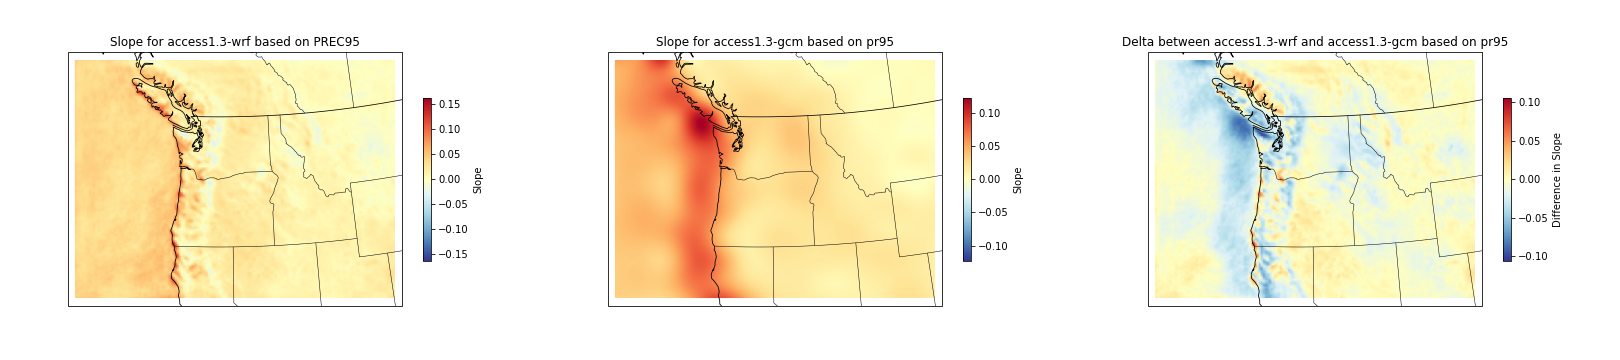 Slope for access1.3-wrf based on PREC95
0.15
0.10
0.05
0.00
−0.05
−0.10
−0.15
Slope
Slope for access1.3-gcm based on pr95
0.10
0.05
0.00
−0.05
−0.10
Slope
Delta between access1.3-wrf and access1.3-gcm based on pr95
0.10
0.05
0.00
−0.05
−0.10
Difference in Slope